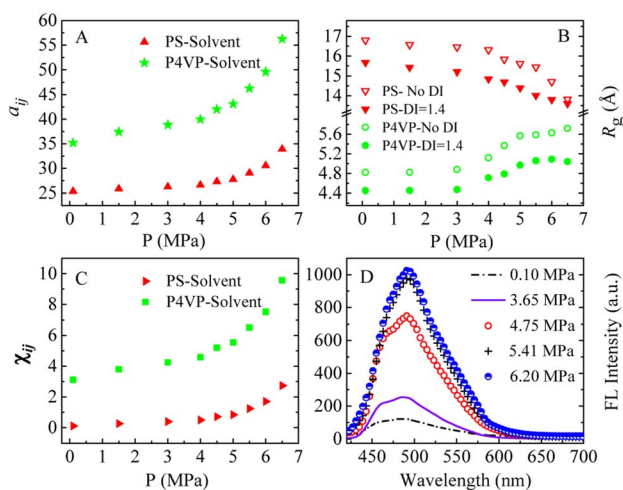 A
PS-Solvent
P4VP-Solvent
60
55
50
45
40
35
30
25
a_ij
0 1 2 3 4 5 6 7
P (MPa)
B
17
16
15
14
13
5.6
5.2
4.8
4.4
R_g (Å)
PS- No DI
PS-DI=1.4
P4VP-No DI
P4VP-DI=1.4
0 1 2 3 4 5 6 7
P (MPa)
C
PS-Solvent
P4VP-Solvent
10
8
6
4
2
0
χ_ij
0 1 2 3 4 5 6 7
P (MPa)
D
0.10 MPa
3.65 MPa
4.75 MPa
5.41 MPa
6.20 MPa
1000
800
600
400
200
0
FL Intensity (a.u.)
450 500 550 600 650 700
Wavelength (nm)